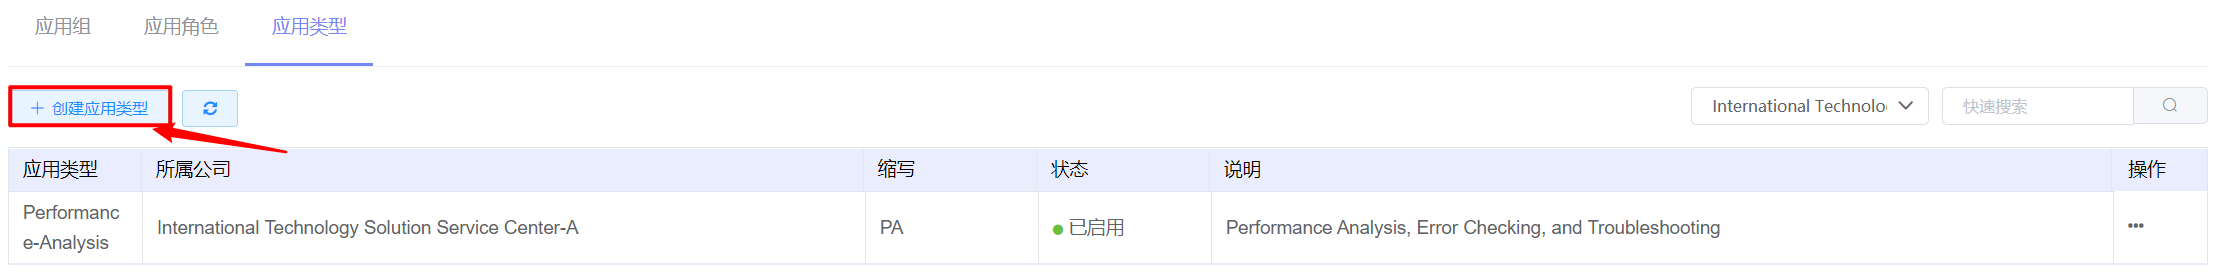 应用组 应用角色 应用类型
+ 创建应用类型 International Technolo 快速搜索
应用类型 所属公司 缩写 状态 说明 操作
Performanc
e-Analysis
International Technology Solution Service Center-A PA 已启用 Performance Analysis, Error Checking, and Troubleshooting •••